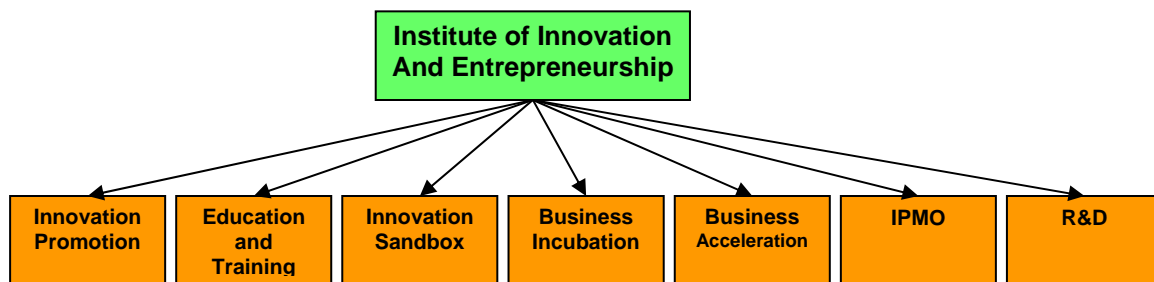 Institute of Innovation
And Entrepreneurship
Innovation
Promotion
Education
and
Training
Innovation
Sandbox
Business
Incubation
Business
Acceleration
IPMO
R&D